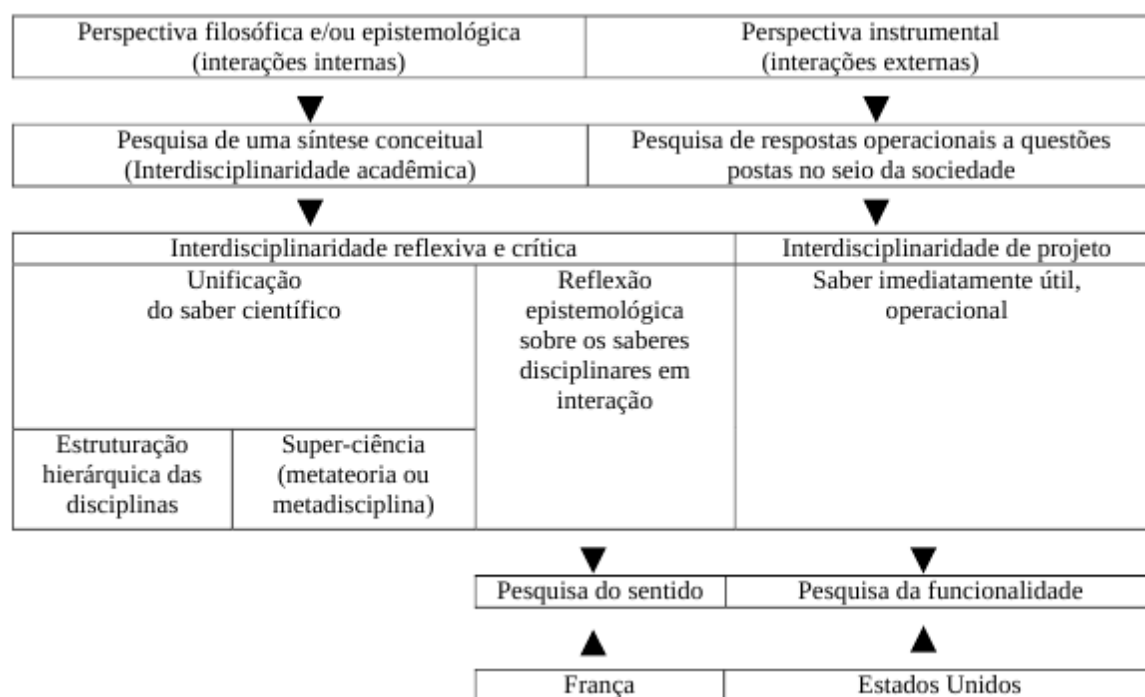 Perspectiva filosófica e/ou epistemológica
(interações internas)
Perspectiva instrumental
(interações externas)
Pesquisa de uma síntese conceitual
(Interdisciplinaridade acadêmica)
Pesquisa de respostas operacionais a questões
postas no seio da sociedade
Interdisciplinaridade reflexiva e crítica
Interdisciplinaridade de projeto
Unificação
do saber científico
Reflexão
epistemológica
sobre os saberes
disciplinares em
interação
Saber imediatamente útil,
operacional
Estruturação
hierárquica das
disciplinas
Super-ciência
(metateoria ou
metadisciplina)
Pesquisa do sentido
Pesquisa da funcionalidade
França
Estados Unidos